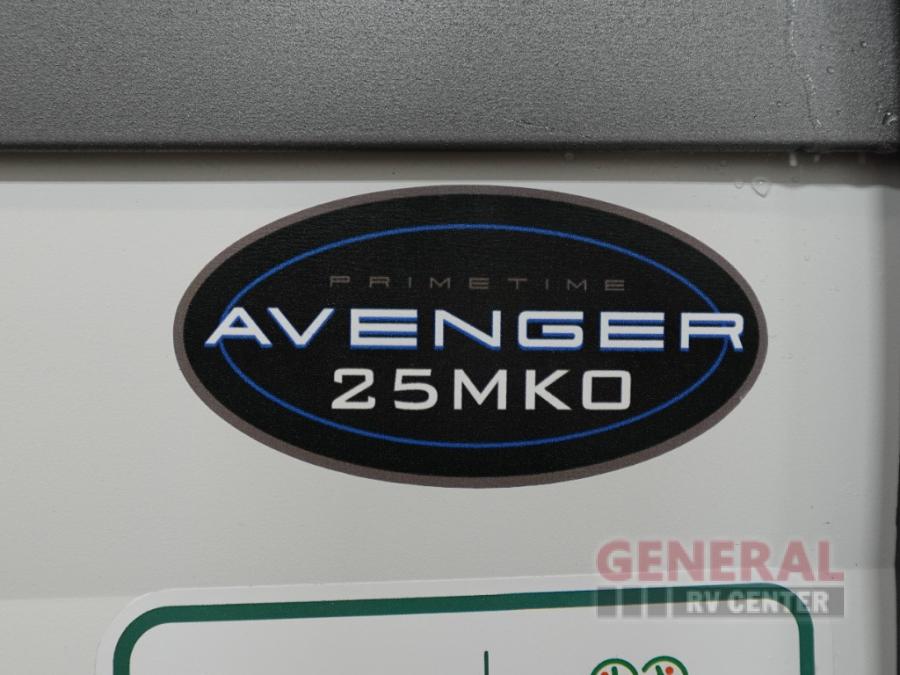 PRIMETIME
AVENGER
25MKO
GENERAL
RV CENTER